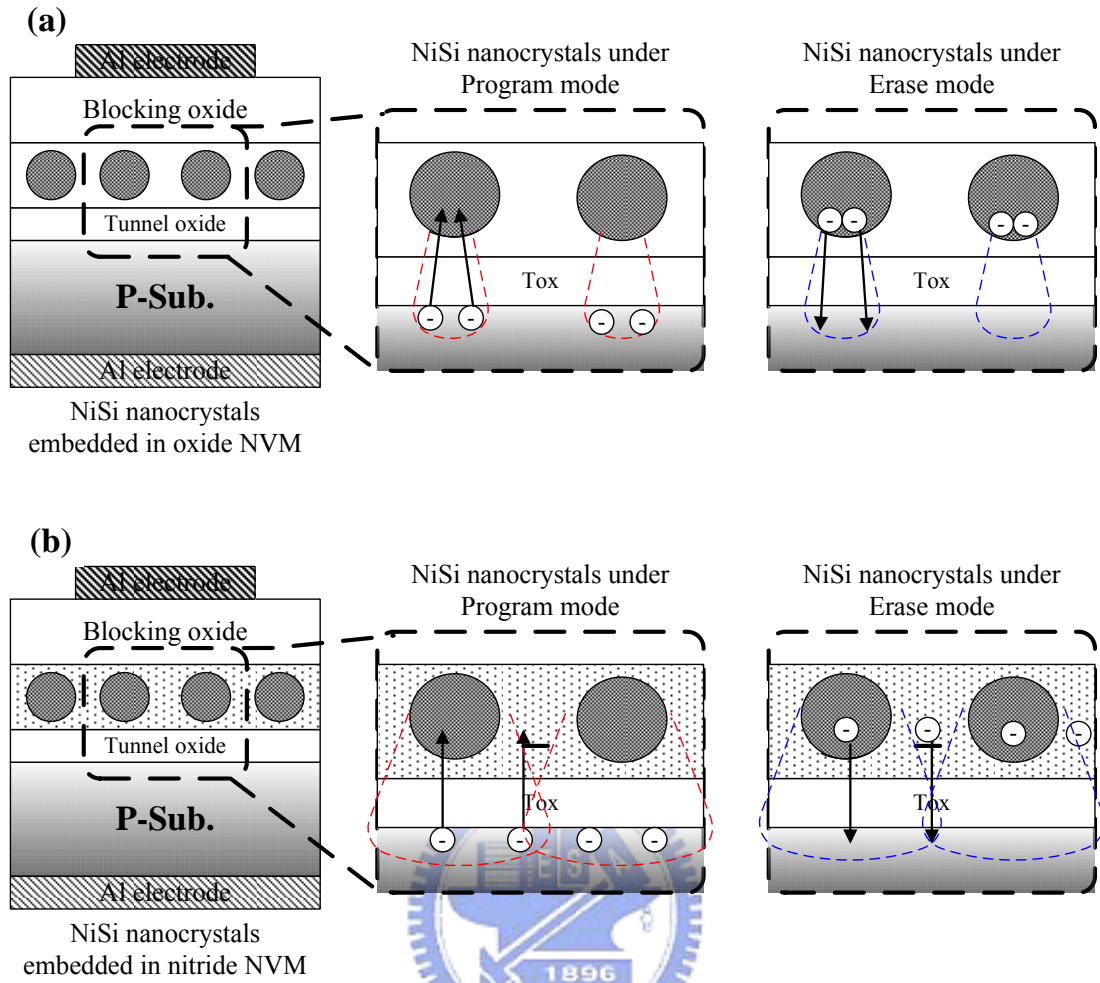 (a)
NiSi nanocrystals under
Program mode
NiSi nanocrystals under
Erase mode
Al electrode
Blocking oxide
Tunnel oxide
P-Sub.
Al electrode
Tox
- - - -
- - - -
NiSi nanocrystals
embedded in oxide NVM
(b)
NiSi nanocrystals under
Program mode
NiSi nanocrystals under
Erase mode
Al electrode
Blocking oxide
Tunnel oxide
P-Sub.
Al electrode
Tox
- - - -
- - - -
Tox
NiSi nanocrystals
embedded in nitride NVM
1896